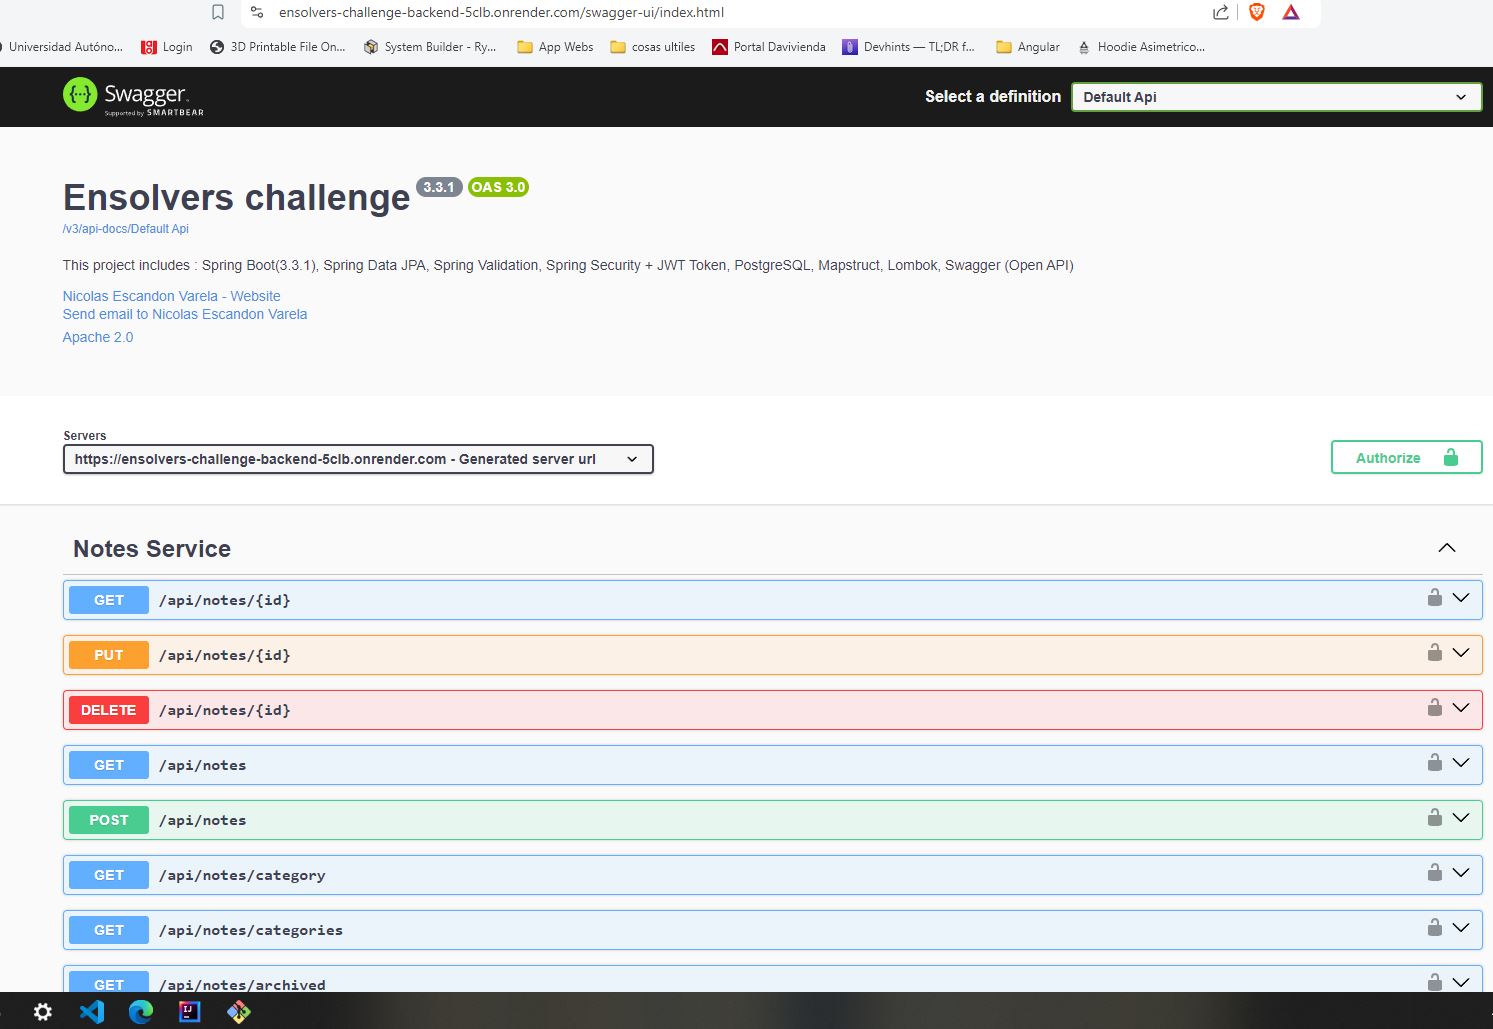 ensolvers-challenge-backend-5clb.onrender.com/swagger-ui/index.html
Universidad Autóno... Login 3D Printable File On... System Builder - Ry... App Webs cosas ultiles Portal Davivienda Devhints — TL;DR f... Angular Hoodie Asimetrico...
Swagger. Select a definition Default Api
Supported by SMARTBEAR
Ensolvers challenge 3.3.1 OAS 3.0
/v3/api-docs/Default Api
This project includes : Spring Boot(3.3.1), Spring Data JPA, Spring Validation, Spring Security + JWT Token, PostgreSQL, Mapstruct, Lombok, Swagger (Open API)
Nicolas Escandon Varela - Website
Send email to Nicolas Escandon Varela
Apache 2.0
Servers
https://ensolvers-challenge-backend-5clb.onrender.com - Generated server url Authorize
Notes Service
GET /api/notes/{id}
PUT /api/notes/{id}
DELETE /api/notes/{id}
GET /api/notes
POST /api/notes
GET /api/notes/category
GET /api/notes/categories
GET /api/notes/archived